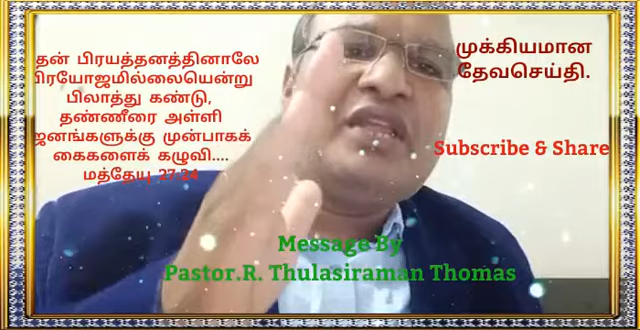 தன் பிரயத்தனத்தினாலே
பிரயோஜமில்லையென்று
பிலாத்து கண்டு,
தண்ணீரை அள்ளி
ஜனங்களுக்கு முன்பாகக்
கைகளைக் கழுவி....
மத்தேயு 27:24
முக்கியமான
தேவசெய்தி.
Subscribe & Share
Message By
Pastor.R. Thulasiraman Thomas